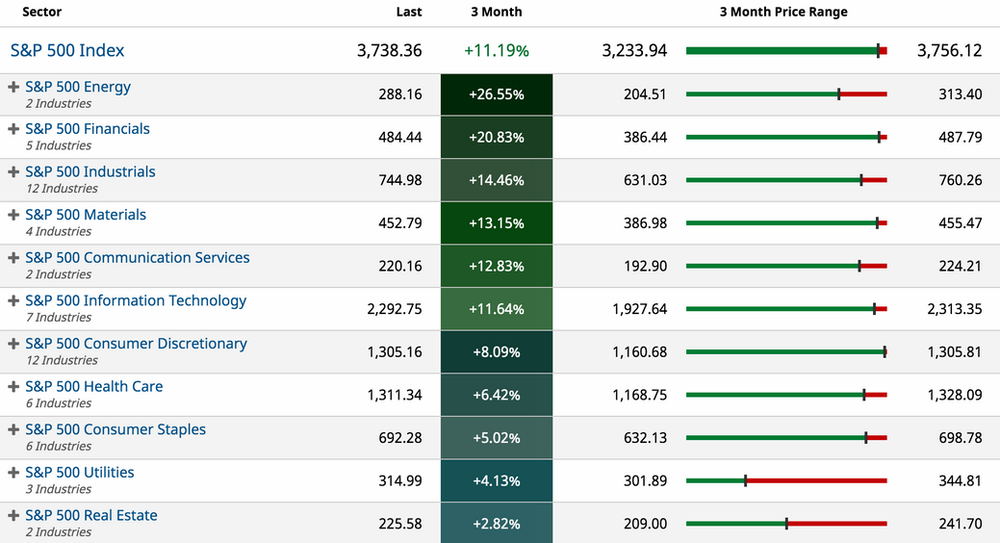 Sector Last 3 Month 3 Month Price Range
S&P 500 Index 3,738.36 +11.19% 3,233.94 3,756.12
S&P 500 Energy 288.16 +26.55% 204.51 313.40
2 Industries
S&P 500 Financials 484.44 +20.83% 386.44 487.79
5 Industries
S&P 500 Industrials 744.98 +14.46% 631.03 760.26
12 Industries
S&P 500 Materials 452.79 +13.15% 386.98 455.47
4 Industries
S&P 500 Communication Services 220.16 +12.83% 192.90 224.21
2 Industries
S&P 500 Information Technology 2,292.75 +11.64% 1,927.64 2,313.35
7 Industries
S&P 500 Consumer Discretionary 1,305.16 +8.09% 1,160.68 1,305.81
12 Industries
S&P 500 Health Care 1,311.34 +6.42% 1,168.75 1,328.09
6 Industries
S&P 500 Consumer Staples 692.28 +5.02% 632.13 698.78
6 Industries
S&P 500 Utilities 314.99 +4.13% 301.89 344.81
3 Industries
S&P 500 Real Estate 225.58 +2.82% 209.00 241.70
2 Industries